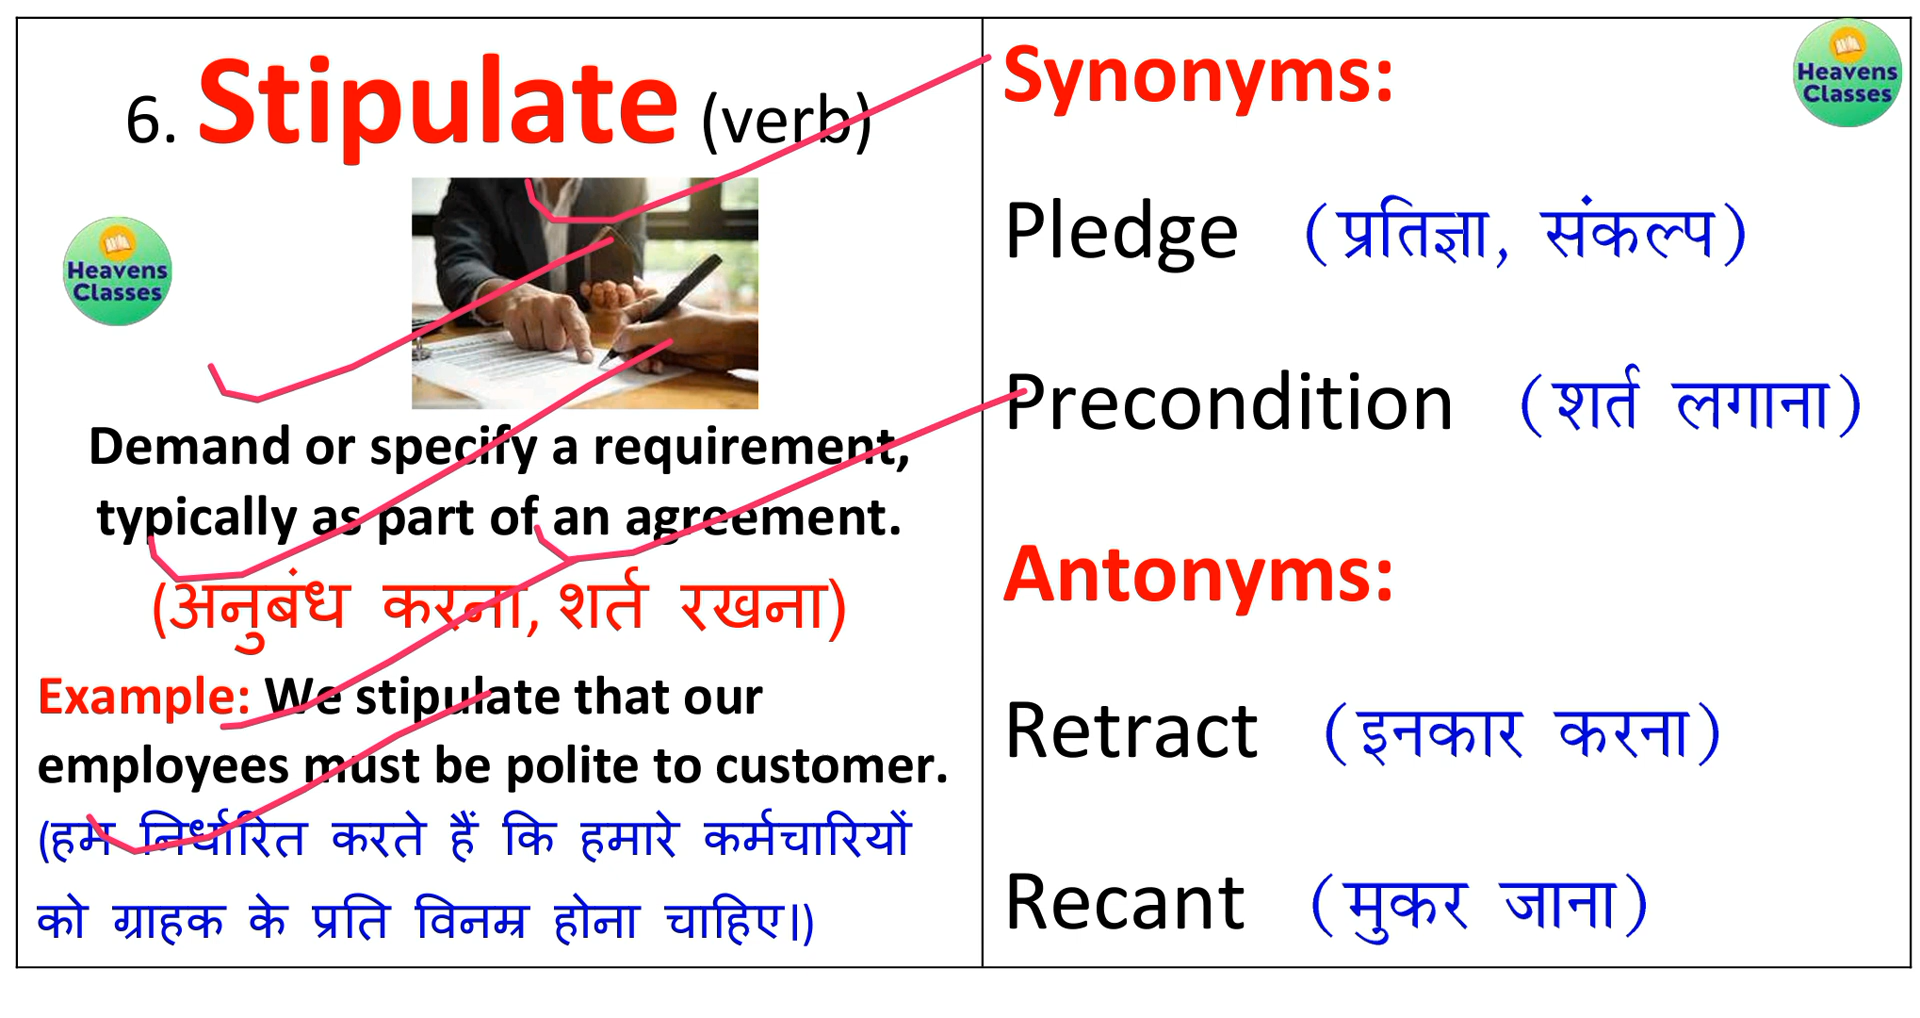 6. Stipulate (verb)
Heavens
Classes
Demand or specify a requirement,
typically as part of an agreement.
(अनुबंध करना, शर्त रखना)
Example: We stipulate that our
employees must be polite to customer.
(हम निर्धारित करते हैं कि हमारे कर्मचारियों
को ग्राहक के प्रति विनम्र होना चाहिए।)
Synonyms:
Heavens
Classes
Pledge (प्रतिज्ञा, संकल्प)
Precondition (शर्त लगाना)
Antonyms:
Retract (इनकार करना)
Recant (मुकर जाना)